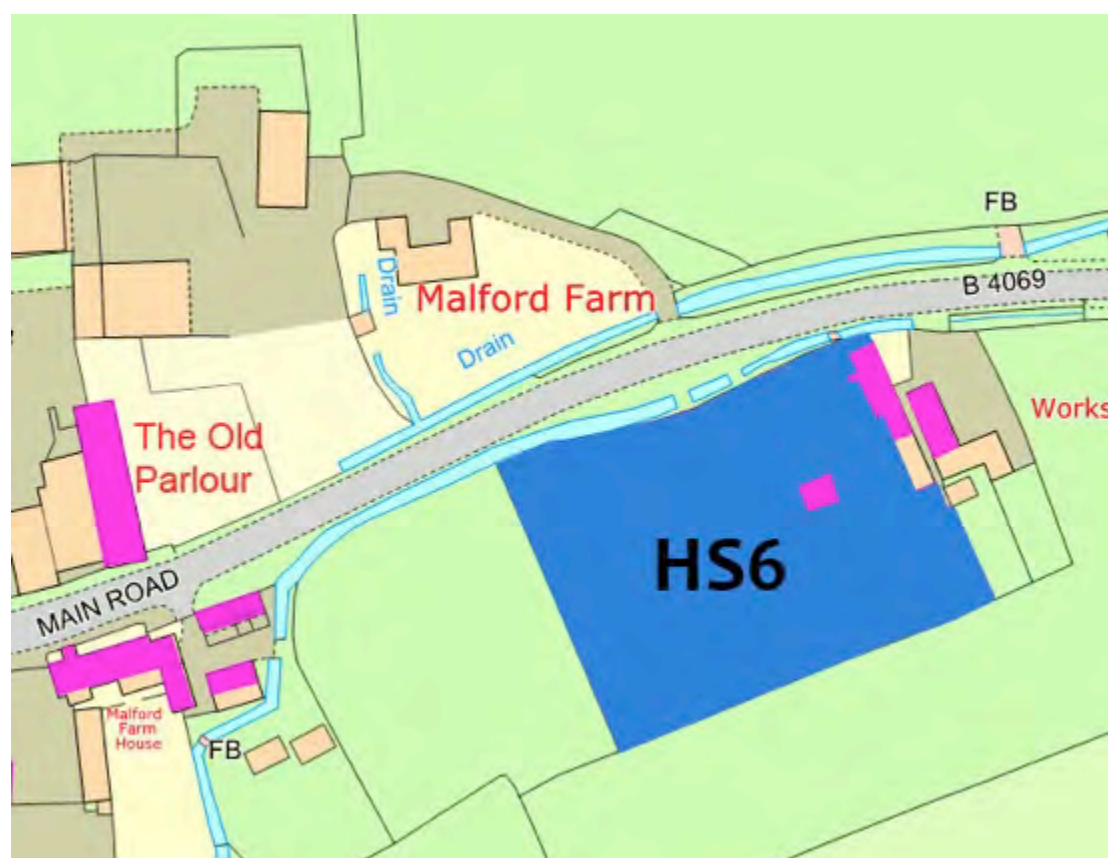 FB
B 4069
Drain
Malford Farm
Drain
Works
The Old
Parlour
HS6
MAIN ROAD
Malford
Farm
House
FB